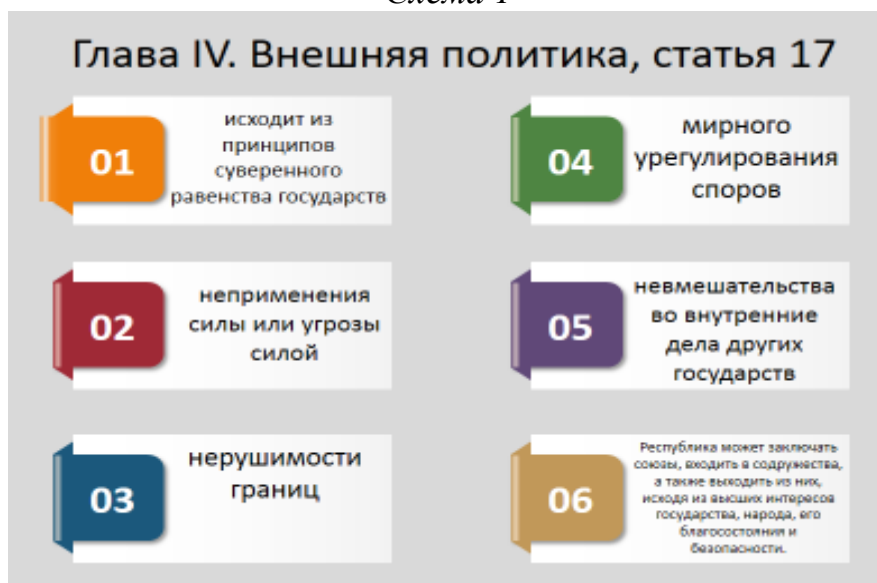 Схема 1
Глава IV. Внешняя политика, статья 17
01
исходит из
принципов
суверенного
равенства государств
02
неприменения
силы или угрозы
силой
03
нерушимости
границ
04
мирного
урегулирования
споров
05
невмешательства
во внутренние
дела других
государств
06
Республика может заключать
союзы, входить в содружества,
а также выходить из них,
исходя из высших интересов
государства, народа, его
благосостояния и
безопасности.